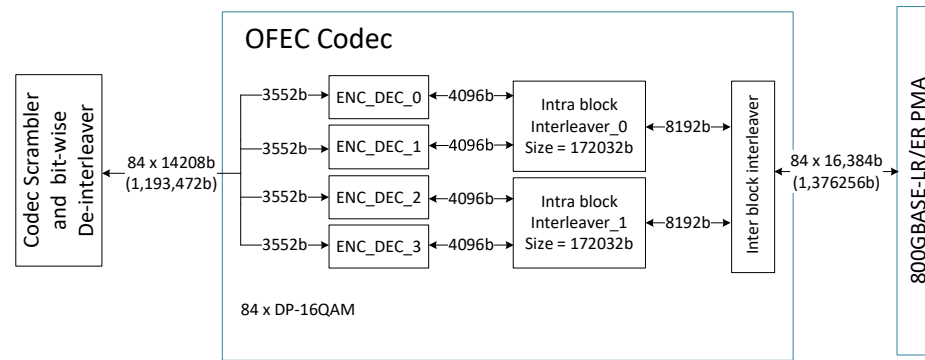 OFEC Codec
Codec Scrambler
and bit-wise
De-interleaver
84 x 14208b
(1,193,472b)
3552b
ENC_DEC_0
4096b
3552b
ENC_DEC_1
4096b
3552b
ENC_DEC_2
4096b
3552b
ENC_DEC_3
4096b
Intra block
Interleaver_0
Size = 172032b
8192b
Intra block
Interleaver_1
Size = 172032b
8192b
Inter block interleaver
84 x 16,384b
(1,376256b)
800GBASE-LR/ER PMA
84 x DP-16QAM